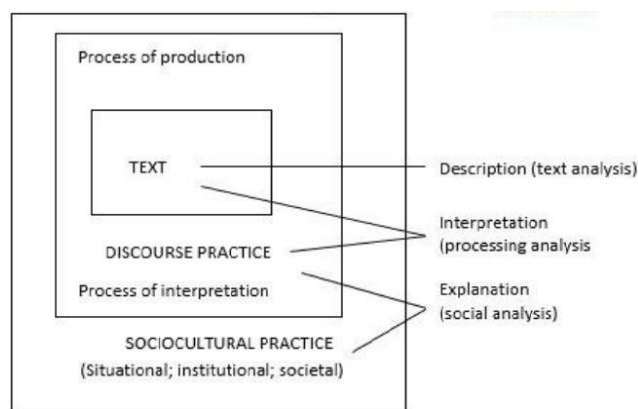 Process of production
TEXT
Description (text analysis)
Interpretation
(processing analysis
DISCOURSE PRACTICE
Process of interpretation
Explanation
(social analysis)
SOCIOCULTURAL PRACTICE
(Situational; institutional; societal)